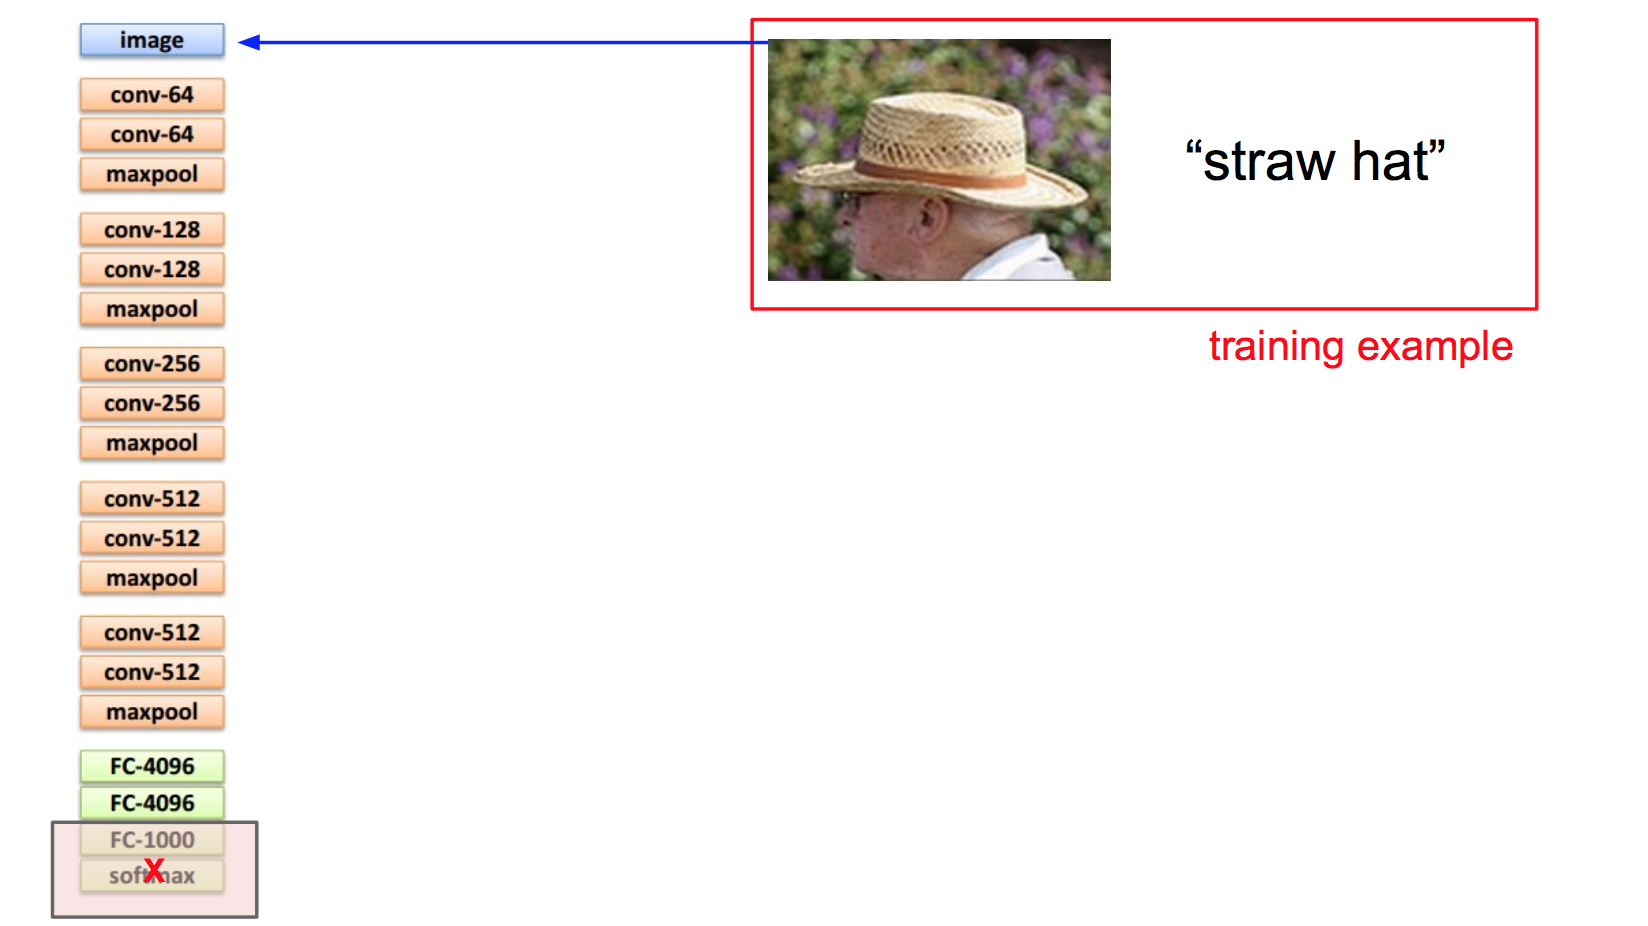 image
conv-64
conv-64
maxpool
conv-128
conv-128
maxpool
conv-256
conv-256
maxpool
conv-512
conv-512
maxpool
conv-512
conv-512
maxpool
FC-4096
FC-4096
FC-1000
softmax
X
“straw hat”
training example